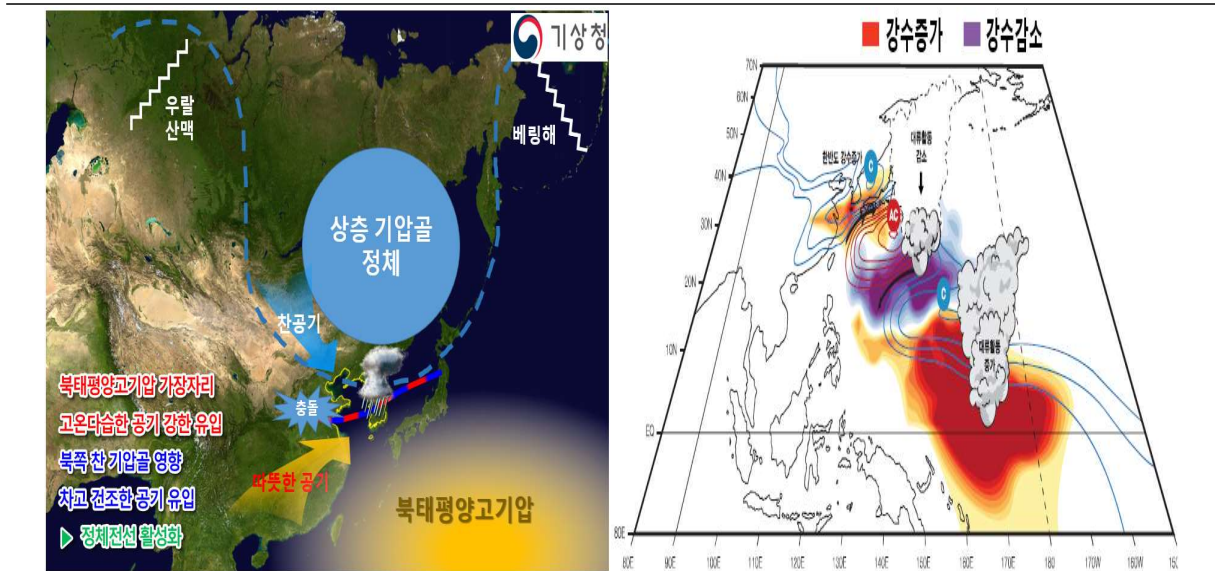 기상청
우랄
산맥
베링해
상층 기압골
정체
찬공기
충돌
따뜻한 공기
북태평양고기압
북태평양고기압 가장자리
고온다습한 공기 강한 유입
북쪽 찬 기압골 영향
차고 건조한 공기 유입
▶ 정체전선 활성화
강수증가 강수감소
70N
60N
50N
40N
30N
20N
10N
EQ
한반도 강수증가
대류활동
감소
C
AC
C
대류활동
증가
80E 90E 100E 110E 120E 130E 140E 150E 160E 170E 180 170W 160W